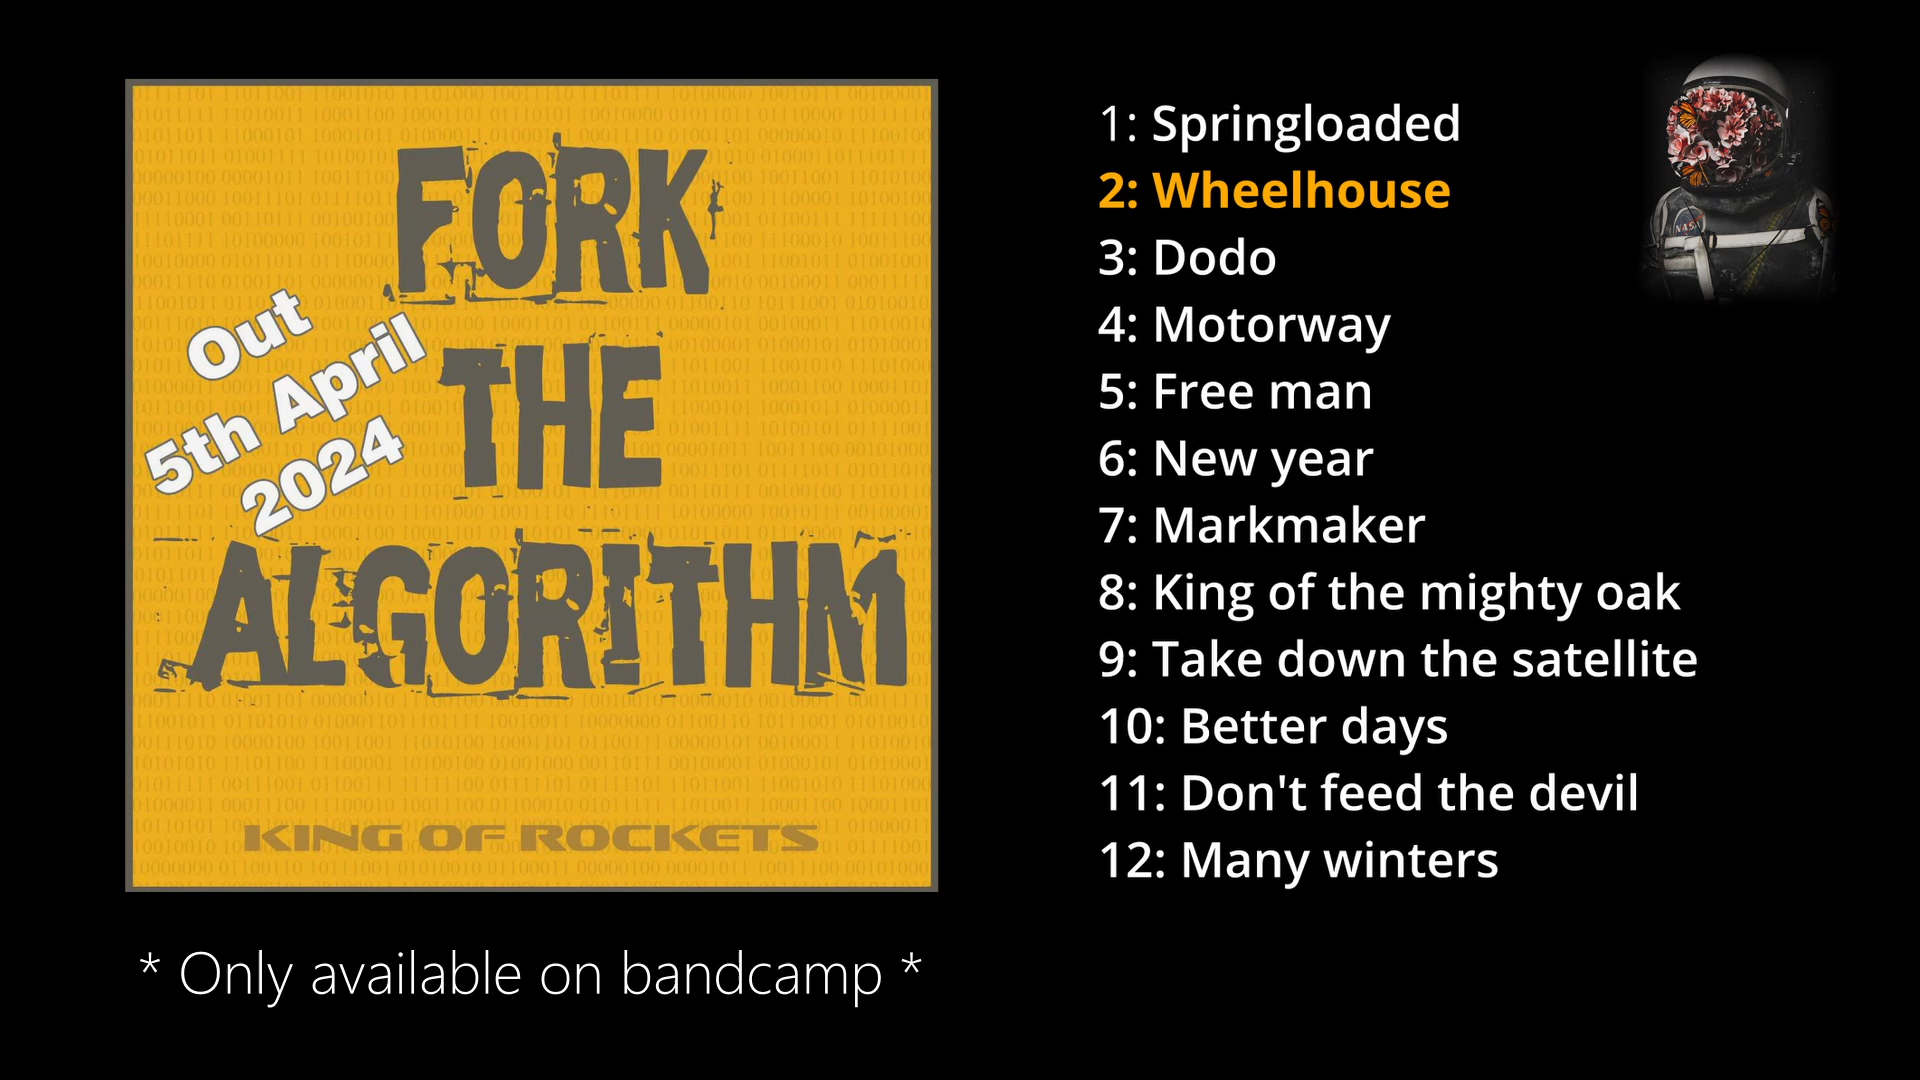 FORK
THE
ALGORITHM
Out
5th April
2024
KING OF ROCKETS
* Only available on bandcamp *
1: Springloaded
2: Wheelhouse
3: Dodo
4: Motorway
5: Free man
6: New year
7: Markmaker
8: King of the mighty oak
9: Take down the satellite
10: Better days
11: Don't feed the devil
12: Many winters
NASA